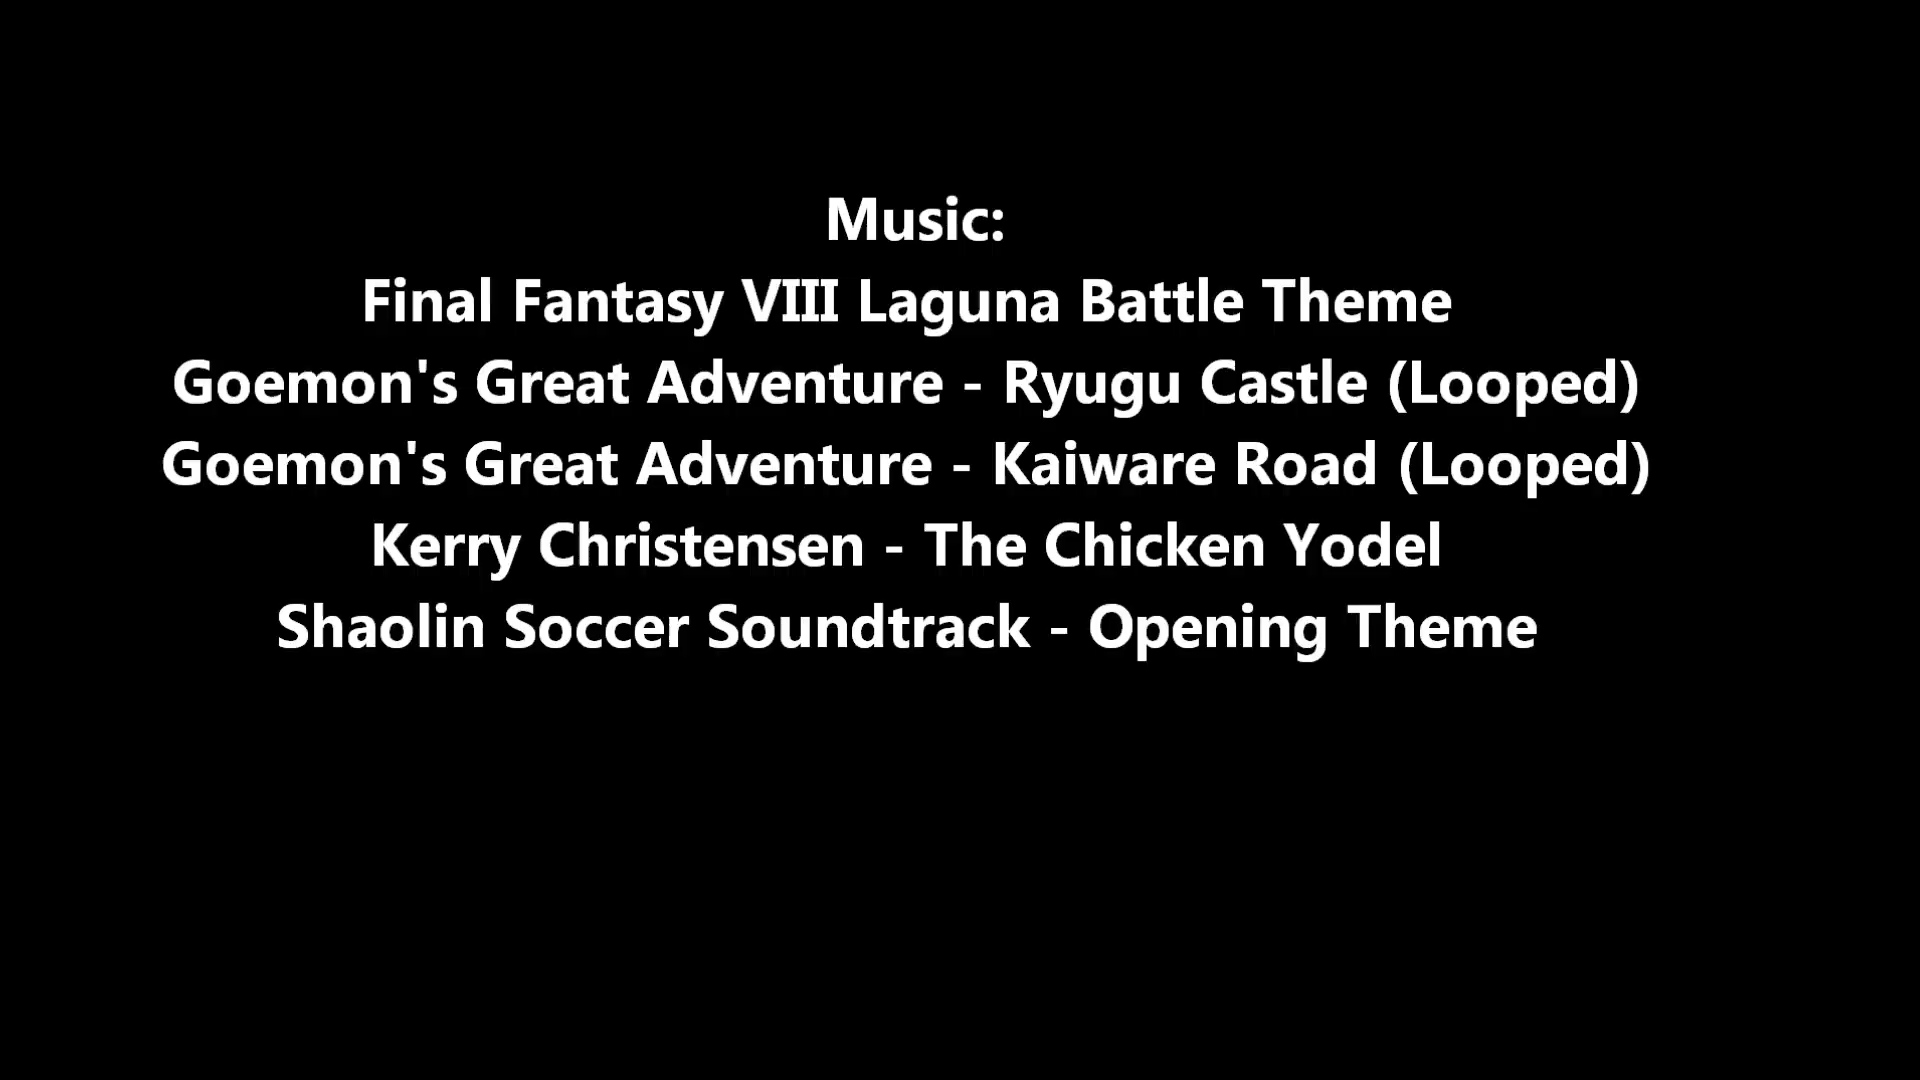 Music:
Final Fantasy VIII Laguna Battle Theme
Goemon's Great Adventure - Ryugu Castle (Looped)
Goemon's Great Adventure - Kaiware Road (Looped)
Kerry Christensen - The Chicken Yodel
Shaolin Soccer Soundtrack - Opening Theme